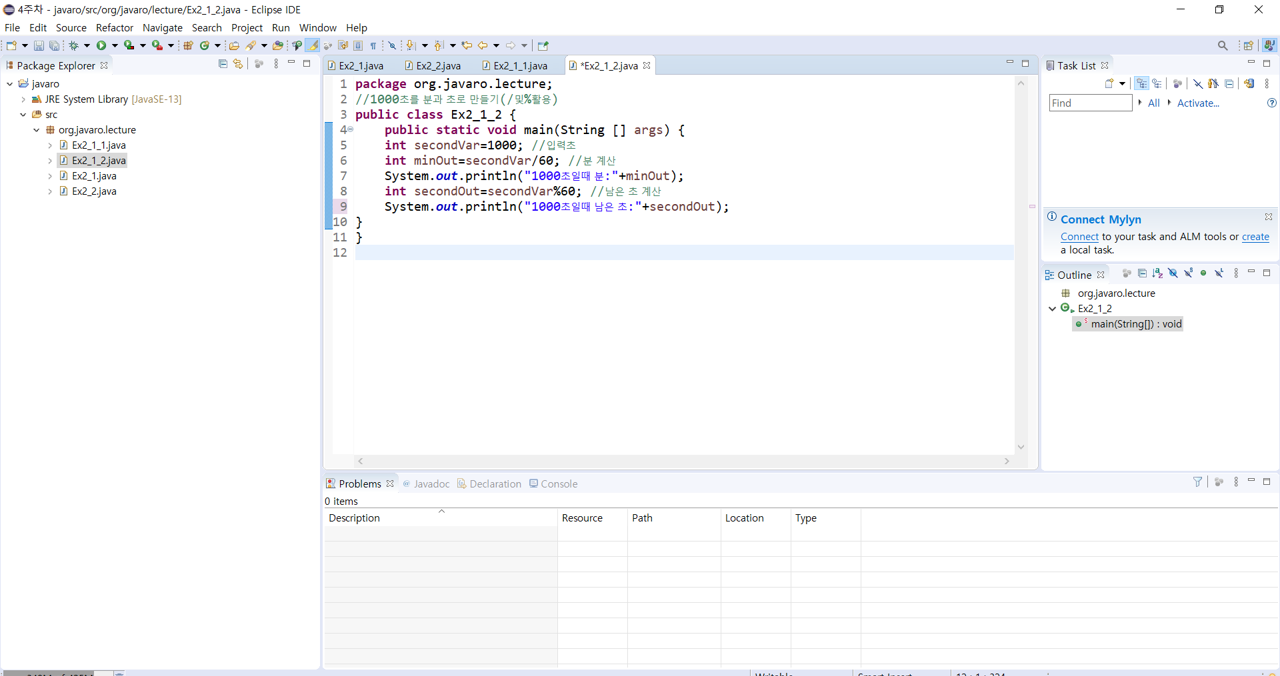 4주차 - javaro/src/org/javaro/lecture/Ex2_1_2.java - Eclipse IDE
File Edit Source Refactor Navigate Search Project Run Window Help
Package Explorer
javaro
JRE System Library [JavaSE-13]
src
org.javaro.lecture
Ex2_1_1.java
Ex2_1_2.java
Ex2_1.java
Ex2_2.java
Ex2_1.java Ex2_2.java Ex2_1_1.java *Ex2_1_2.java
1 package org.javaro.lecture;
2 //1000초를 분과 초로 만들기(/및%활용)
3 public class Ex2_1_2 {
4 public static void main(String [] args) {
5 int secondVar=1000; //입력초
6 int minOut=secondVar/60; //분 계산
7 System.out.println("1000초일때 분:"+minOut);
8 int secondOut=secondVar%60; //남은 초 계산
9 System.out.println("1000초일때 남은 초:"+secondOut);
10 }
11 }
12
Task List
Find All Activate...
Connect Mylyn
Connect to your task and ALM tools or create
a local task.
Outline
org.javaro.lecture
Ex2_1_2
main(String[]) : void
Problems Javadoc Declaration Console
0 items
Description Resource Path Location Type
Writable Smart Insert 12 : 1 : 324